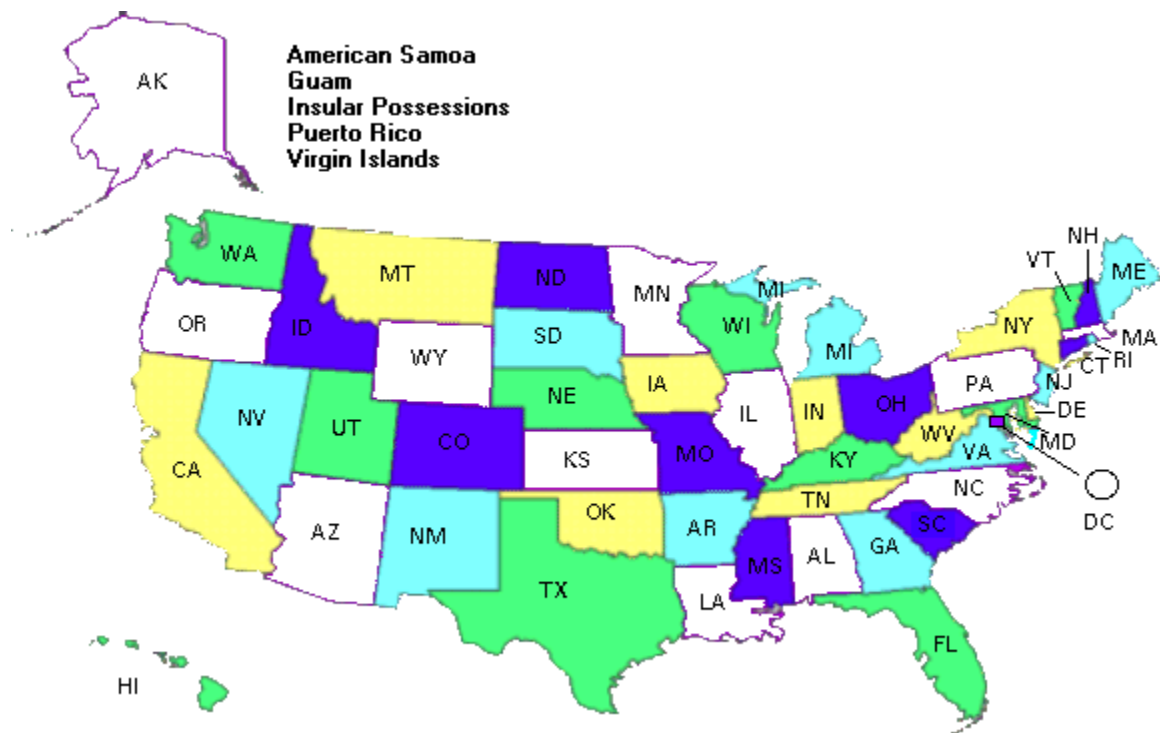 AK
American Samoa
Guam
Insular Possessions
Puerto Rico
Virgin Islands
NH
VT
ME
WA
MT
ND
MN
MI
WI
NY
MA
OR
ID
SD
MI
RI
CT
WY
PA
NJ
IA
NE
IL
IN
OH
DE
NV
UT
CO
WV
MD
VA
KS
MO
KY
CA
NC
TN
OK
DC
AZ
NM
AR
SC
GA
MS
AL
TX
LA
FL
HI